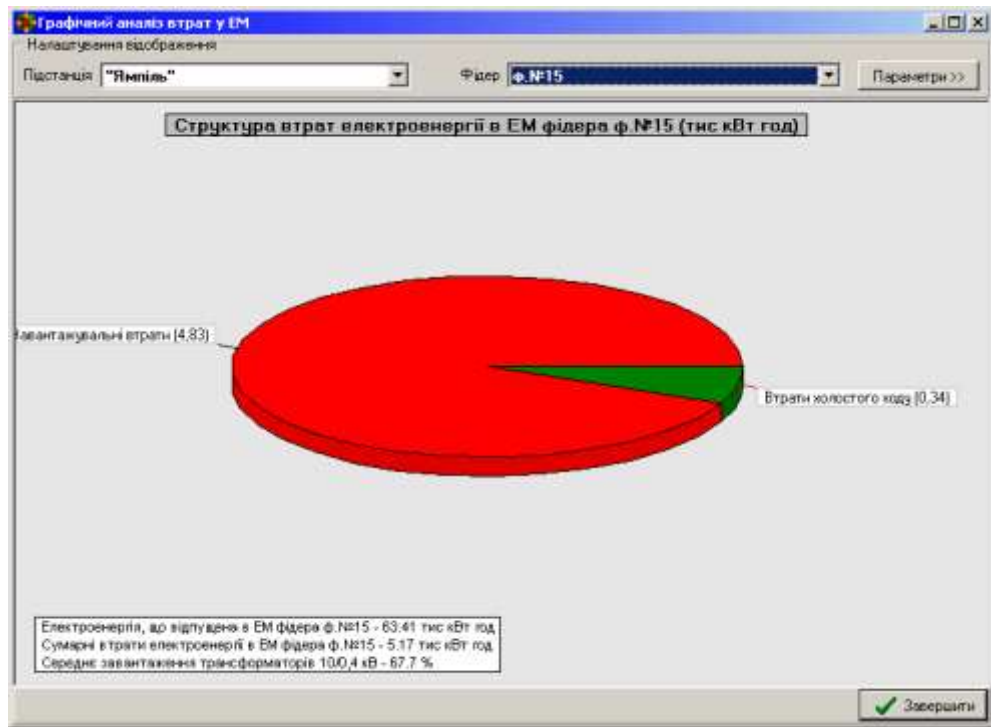 Графічний аналіз втрат у ЕМ
Налаштування відображення
Підстанція "Ямпіль" Фідер ф.№15 Параметри >>
Структура втрат електроенергії в ЕМ фідера ф.№15 (тис кВт год)
Навантажувальні втрати (4,83)
Втрати холостого ходу (0,34)
Електроенергія, що відпущена в ЕМ фідера ф.№15 - 63.41 тис кВт год
Сумарні втрати електроенергії в ЕМ фідера ф.№15 - 5.17 тис кВт год
Середнє завантаження трансформаторів 10/0,4 кВ - 67.7 %
Завершити